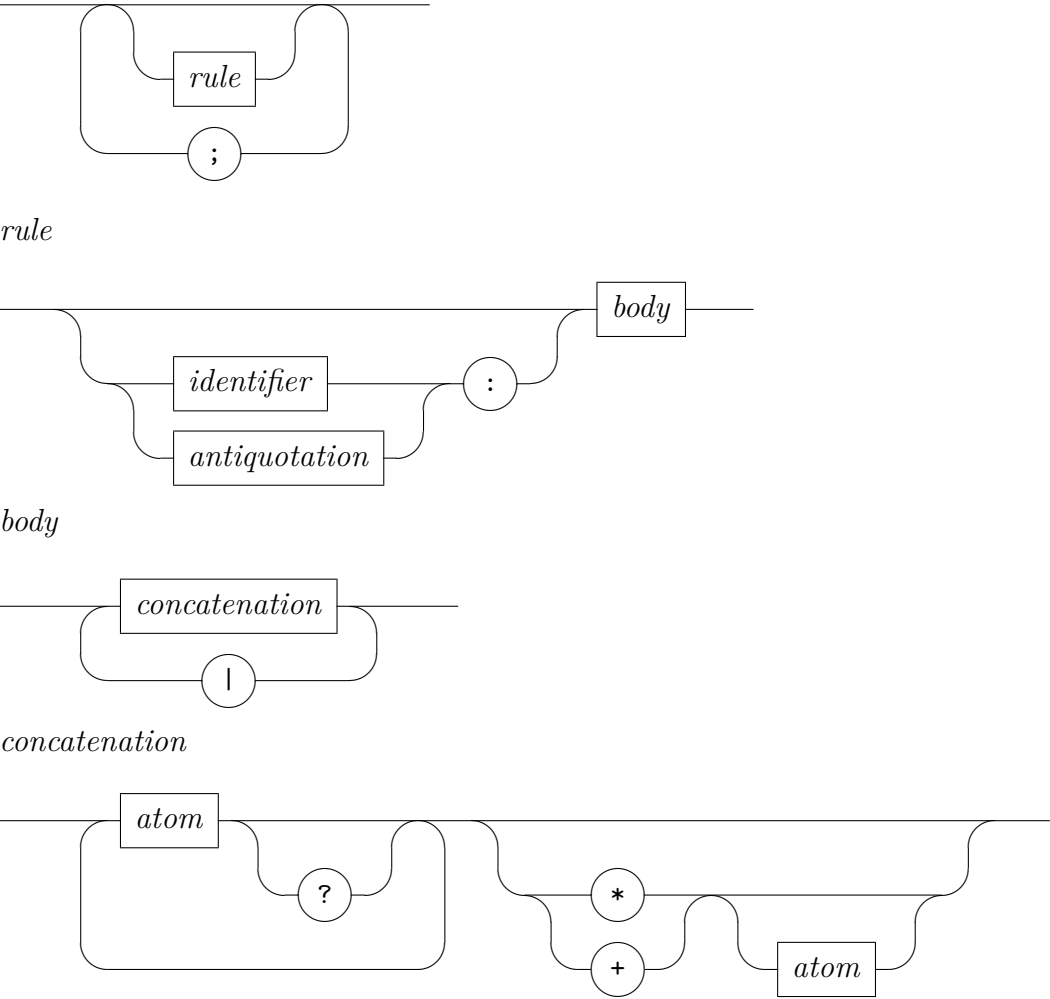 rule
;
rule
body
identifier :
antiquotation
body
concatenation
|
concatenation
atom
? *
+ atom